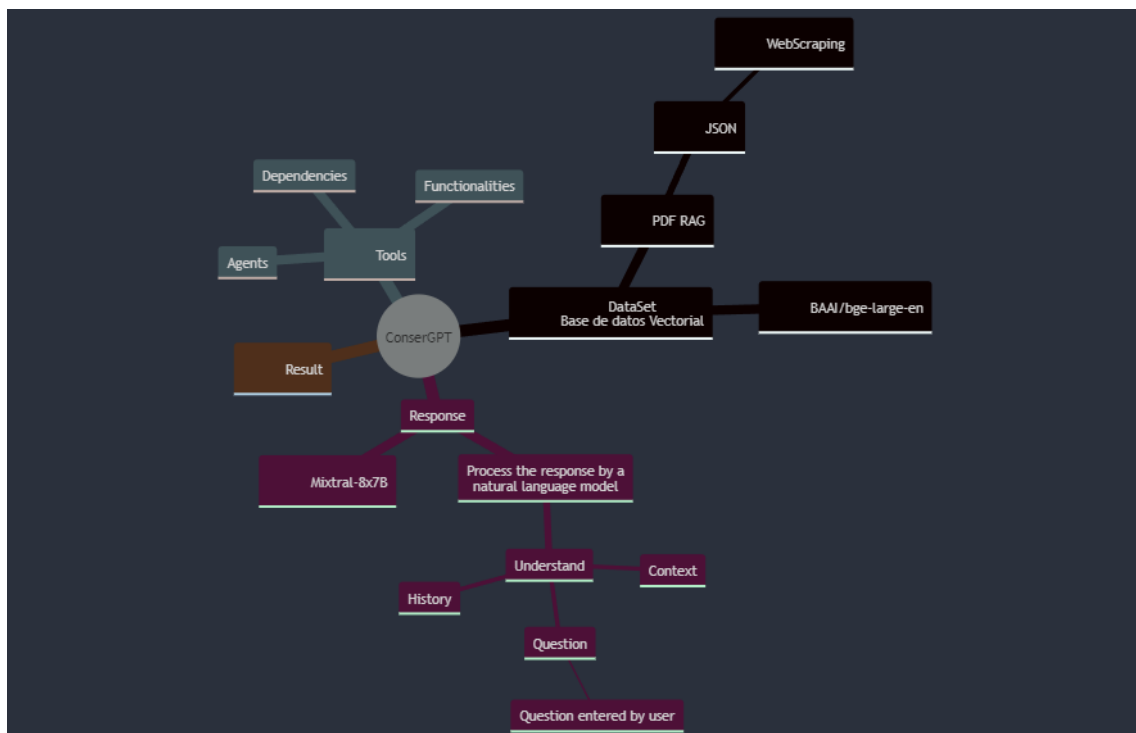 WebScraping
JSON
Dependencies
Functionalities
PDF RAG
Agents
Tools
DataSet
Base de datos Vectorial
BAAI/bge-large-en
ConserGPT
Result
Response
Mixtral-8x7B
Process the response by a
natural language model
Understand
Context
History
Question
Question entered by user